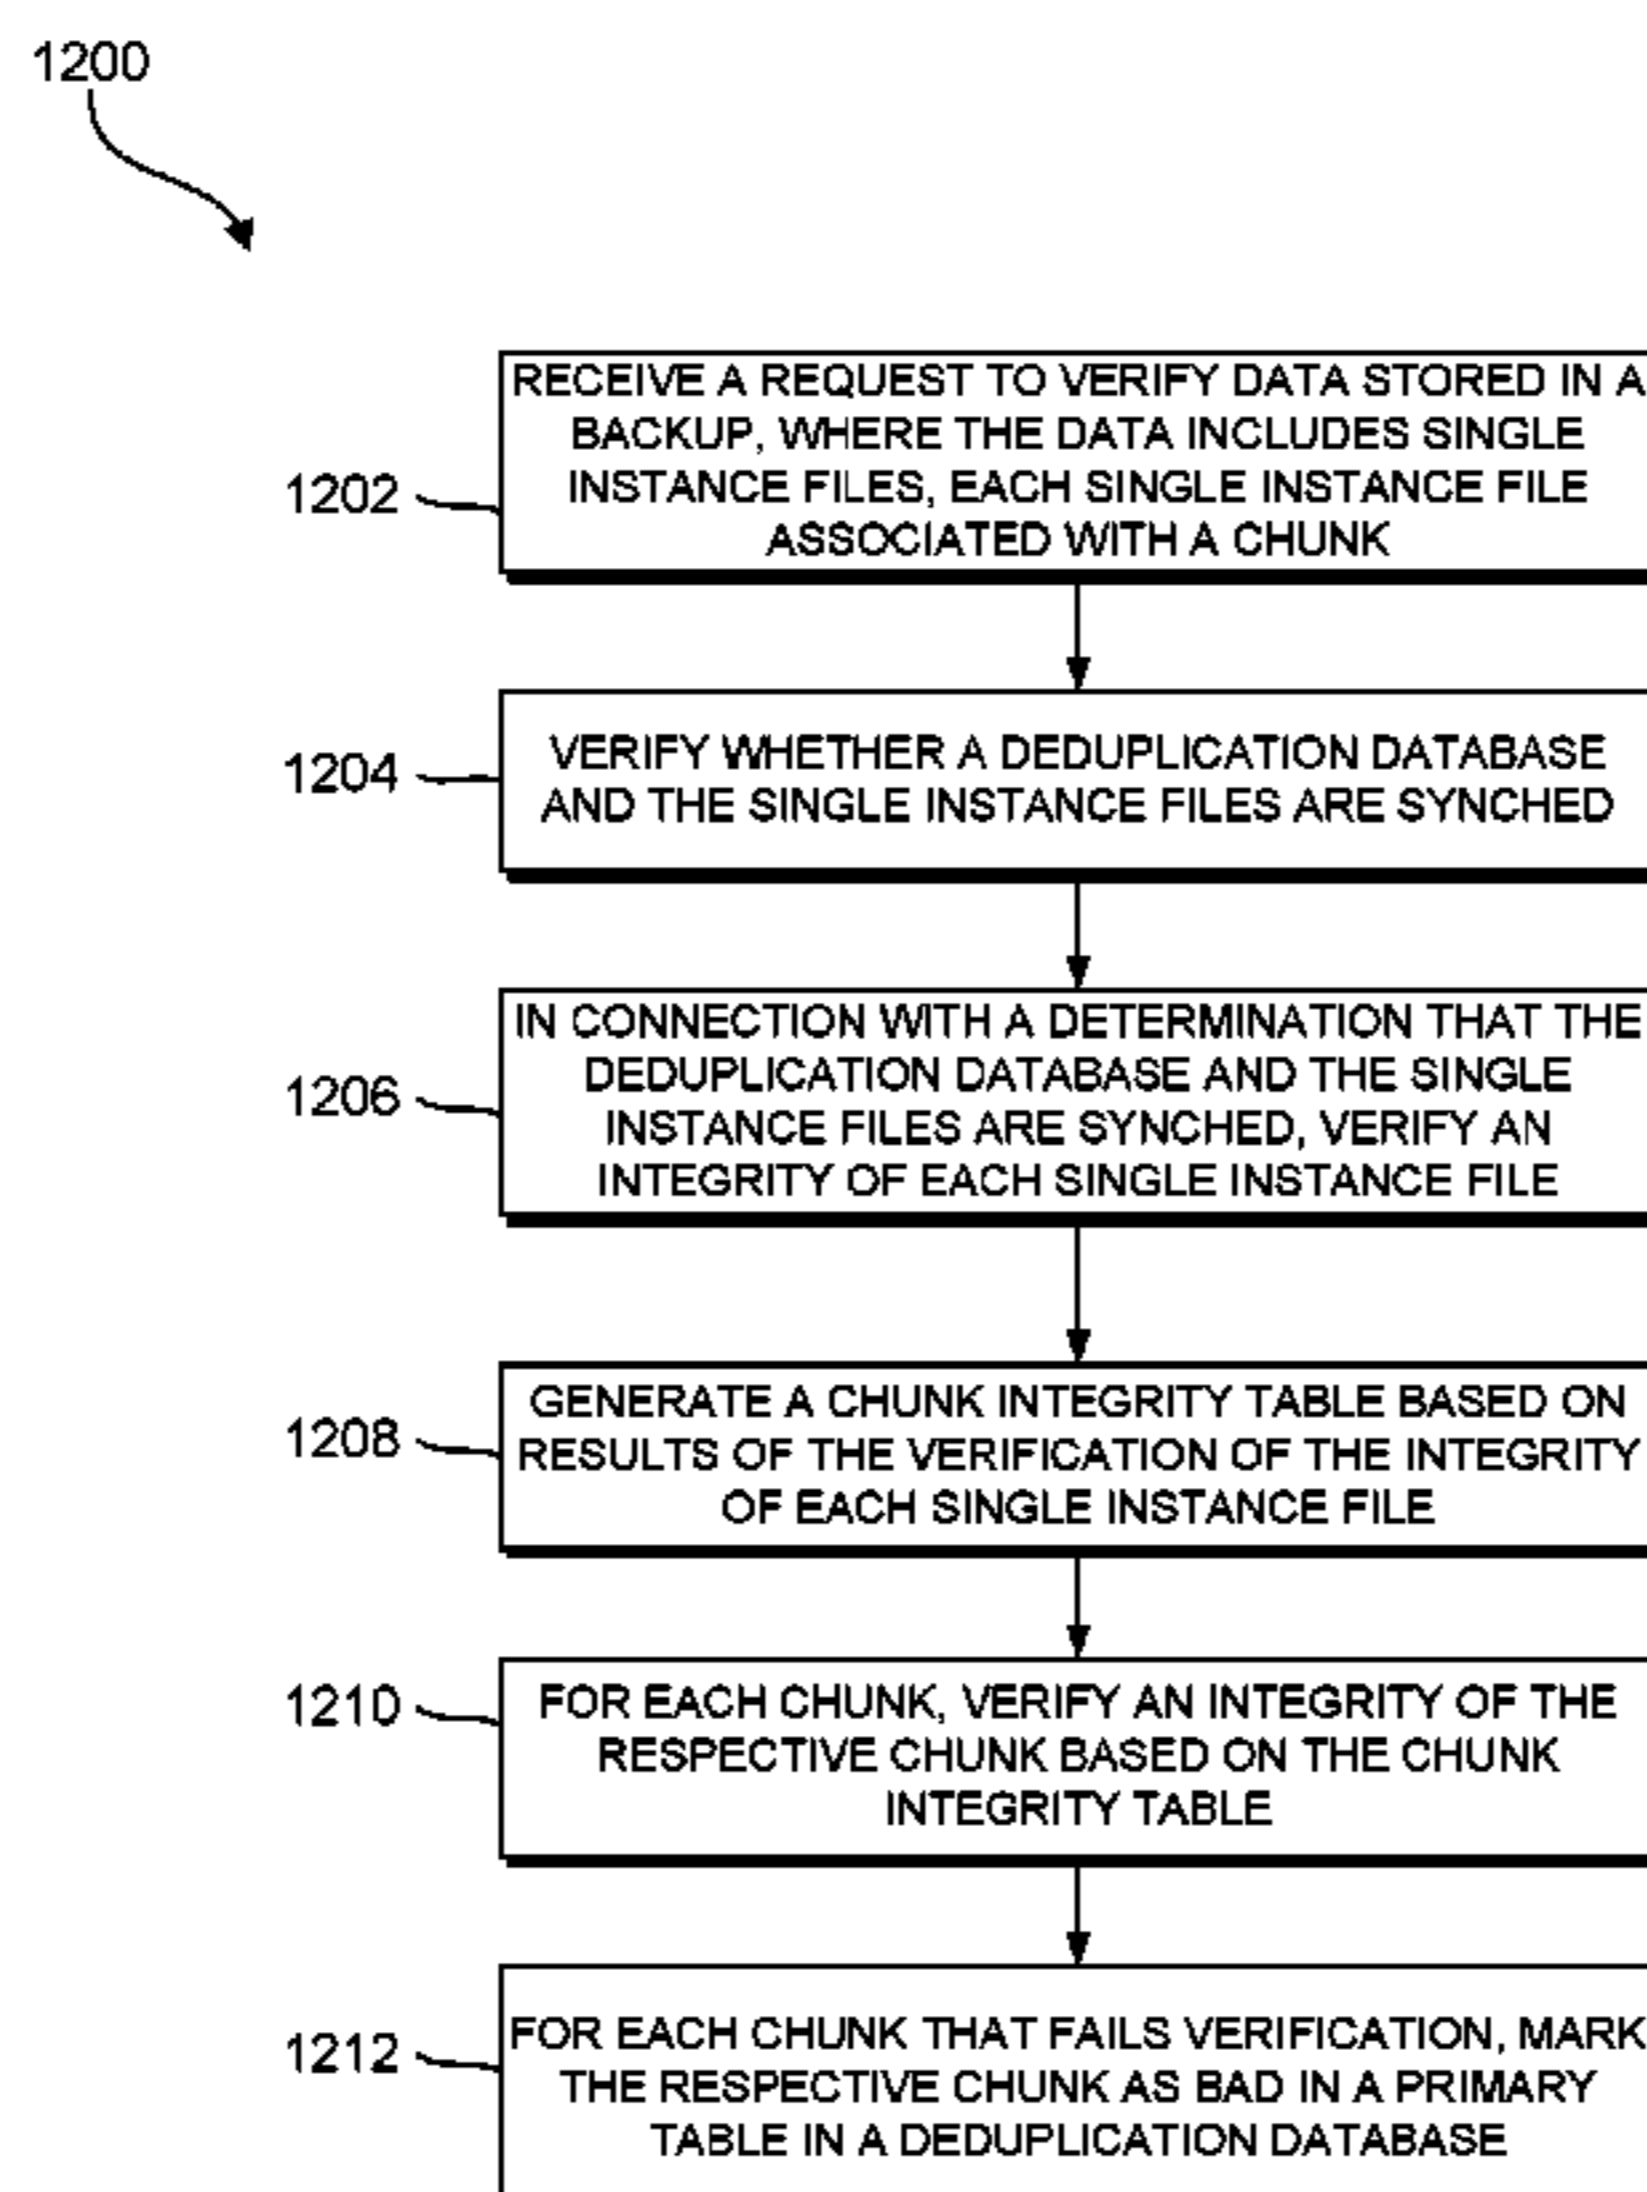 1200
RECEIVE A REQUEST TO VERIFY DATA STORED IN A
BACKUP, WHERE THE DATA INCLUDES SINGLE
INSTANCE FILES, EACH SINGLE INSTANCE FILE
ASSOCIATED WITH A CHUNK
1202
VERIFY WHETHER A DEDUPLICATION DATABASE
AND THE SINGLE INSTANCE FILES ARE SYNCHED
1204
IN CONNECTION WITH A DETERMINATION THAT THE
DEDUPLICATION DATABASE AND THE SINGLE
INSTANCE FILES ARE SYNCHED, VERIFY AN
INTEGRITY OF EACH SINGLE INSTANCE FILE
1206
GENERATE A CHUNK INTEGRITY TABLE BASED ON
RESULTS OF THE VERIFICATION OF THE INTEGRITY
OF EACH SINGLE INSTANCE FILE
1208
FOR EACH CHUNK, VERIFY AN INTEGRITY OF THE
RESPECTIVE CHUNK BASED ON THE CHUNK
INTEGRITY TABLE
1210
FOR EACH CHUNK THAT FAILS VERIFICATION, MARK
THE RESPECTIVE CHUNK AS BAD IN A PRIMARY
TABLE IN A DEDUPLICATION DATABASE
1212